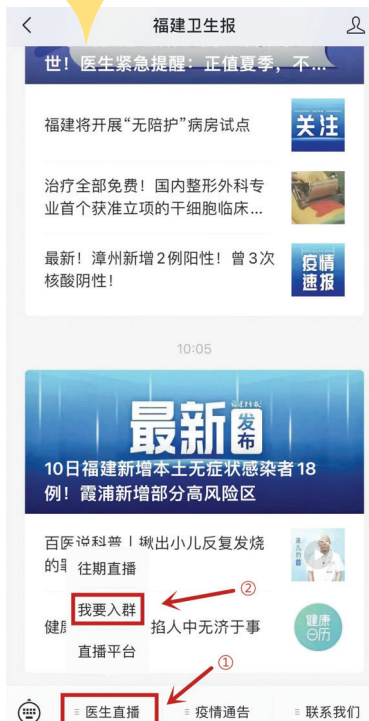 福建卫生报
世！医生紧急提醒：正值夏季，不...
福建将开展“无陪护”病房试点
关注
治疗全部免费！国内整形外科专
业首个获准立项的干细胞临床...
最新！漳州新增2例阳性！曾3次
核酸阴性！
疫情
速报
10:05
最新
发布
10日福建新增本土无症状感染者18
例！霞浦新增部分高风险区
百医说科普丨揪出小儿反复发烧
的
往期直播
②
我要入群
健
掐人中无济于事
健康
日历
直播平台
①
医生直播
疫情通告
联系我们